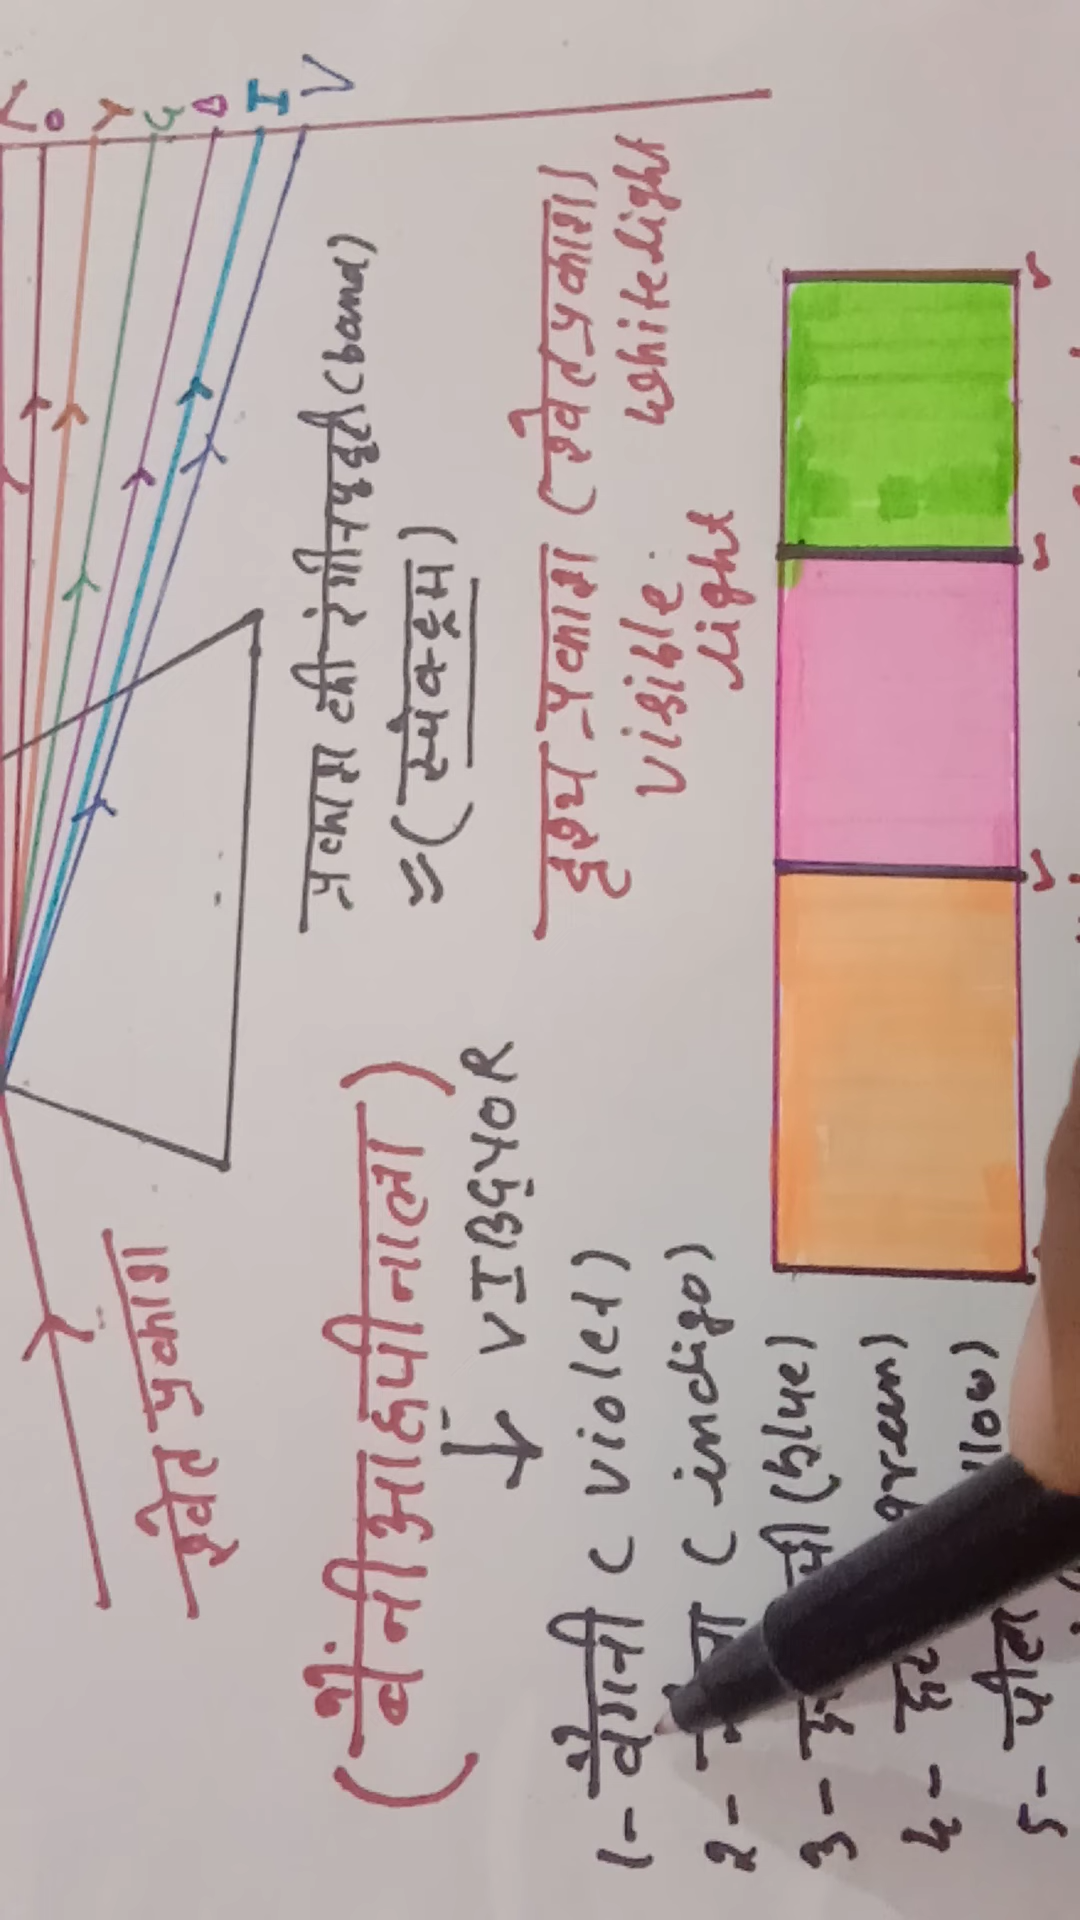 V
I
B
G
Y
O
प्रकाश की रंगीन पट्टी (band)
= (स्पेक्ट्रम)
दृश्य - प्रकाश (श्वेत प्रकाश)
visible light
white light
श्वेत प्रकाश
(बैंनीआहपीनाला)
↓ VIBGYOR
1- बैगनी (violet)
2- (indigo)
3- (blue)
4- green)
5- पीला